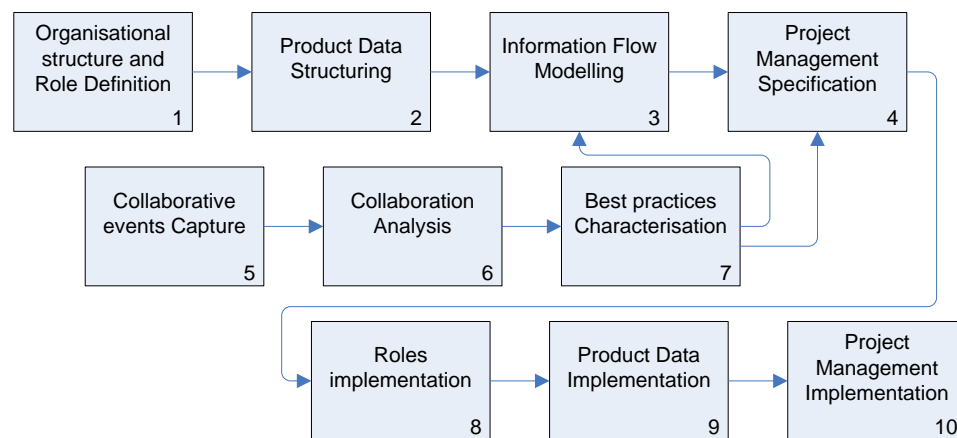 Organisational
structure and
Role Definition
1
Product Data
Structuring
2
Information Flow
Modelling
3
Project
Management
Specification
4
Collaborative
events Capture
5
Collaboration
Analysis
6
Best practices
Characterisation
7
Roles
implementation
8
Product Data
Implementation
9
Project
Management
Implementation
10